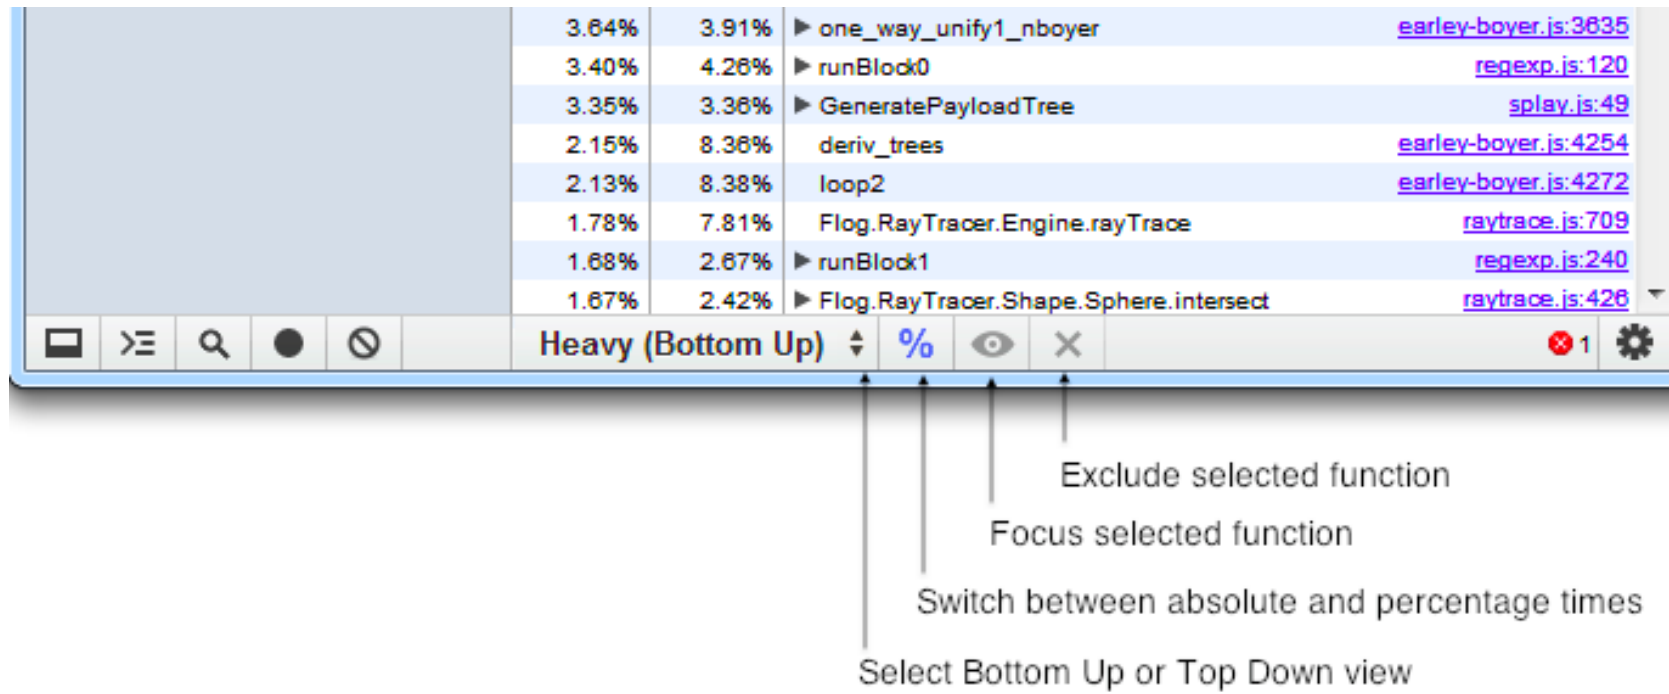 3.64% 3.91% ▶ one_way_unify1_nboyer earley-boyer.js:3635
3.40% 4.26% ▶ runBlock0 regexp.js:120
3.35% 3.36% ▶ GeneratePayloadTree splay.js:49
2.15% 8.36% deriv_trees earley-boyer.js:4254
2.13% 8.38% loop2 earley-boyer.js:4272
1.78% 7.81% Flog.RayTracer.Engine.rayTrace raytrace.js:709
1.68% 2.67% ▶ runBlock1 regexp.js:240
1.67% 2.42% ▶ Flog.RayTracer.Shape.Sphere.intersect raytrace.js:426
Heavy (Bottom Up) % 1
Exclude selected function
Focus selected function
Switch between absolute and percentage times
Select Bottom Up or Top Down view